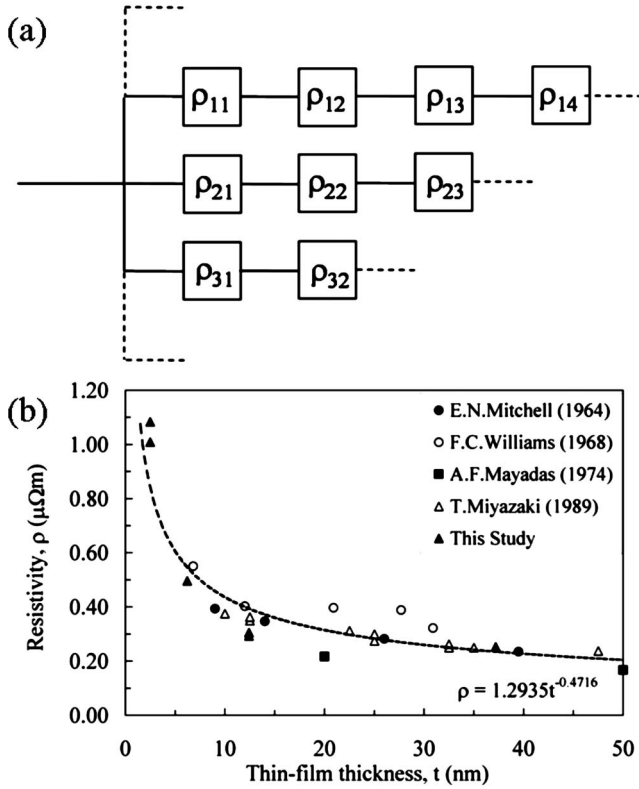 (a)
ρ11 ρ12 ρ13 ρ14
ρ21 ρ22 ρ23
ρ31 ρ32
(b)
1.20
1.00
0.80
0.60
0.40
0.20
0.00
Resistivity, ρ (μΩm)
E.N.Mitchell (1964)
F.C.Williams (1968)
A.F.Mayadas (1974)
T.Miyazaki (1989)
This Study
ρ = 1.2935t^-0.4716
0 10 20 30 40 50
Thin-film thickness, t (nm)